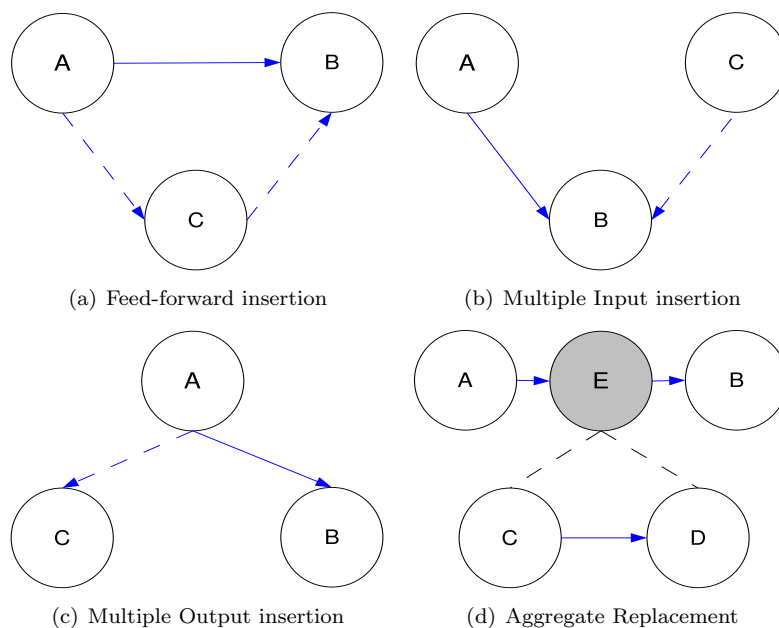 A
B
C
(a) Feed-forward insertion
A
C
B
(b) Multiple Input insertion
A
C
B
(c) Multiple Output insertion
A
E
B
C
D
(d) Aggregate Replacement